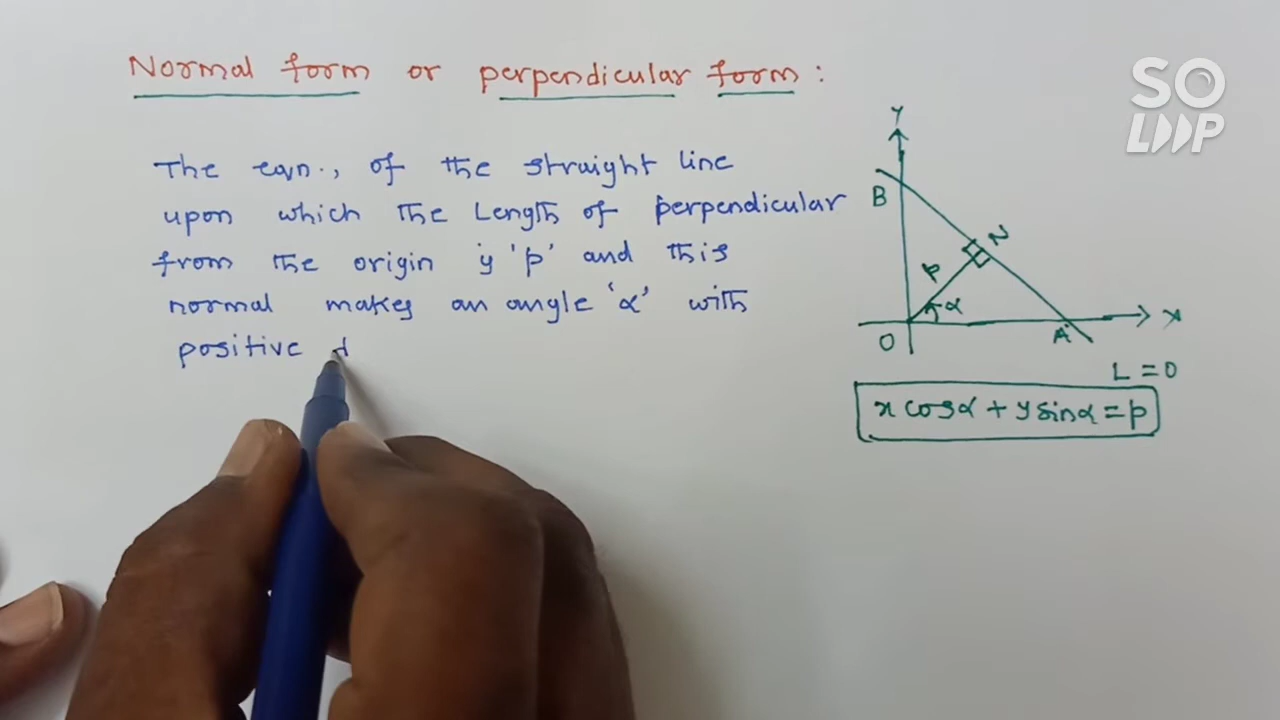 Normal form or perpendicular form :
The eqn., of the straight line
upon which the Length of perpendicular
from the origin is 'p' and this
normal makes an angle 'α' with
positive d
Y
B
N
p
α
O
A
X
L = 0
x cosα + y sinα = p
SO
LOOP